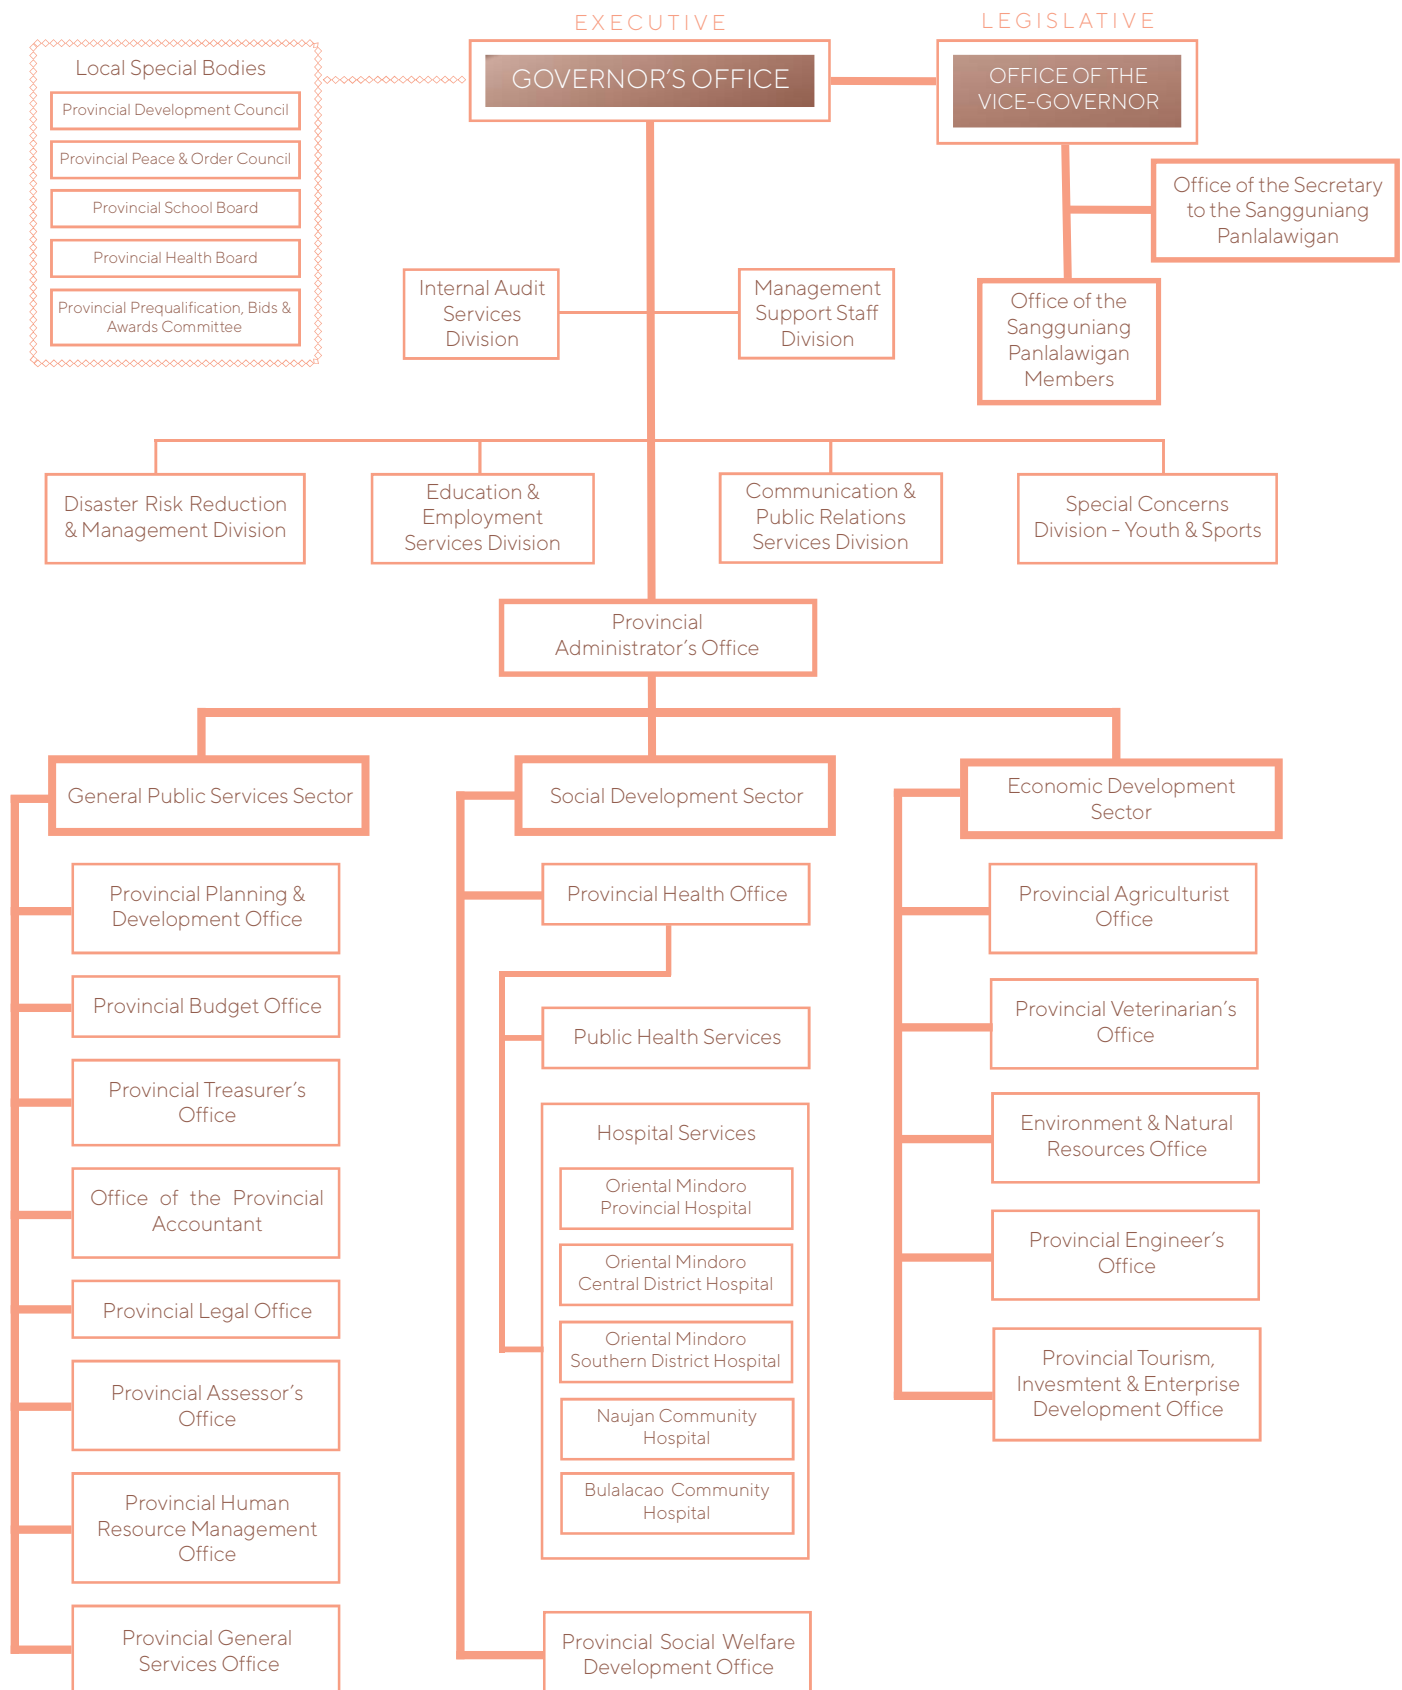 EXECUTIVE
LEGISLATIVE
Local Special Bodies
Provincial Development Council
Provincial Peace & Order Council
Provincial School Board
Provincial Health Board
Provincial Prequalification, Bids &
Awards Committee
GOVERNOR'S OFFICE
OFFICE OF THE
VICE-GOVERNOR
Office of the Secretary
to the Sangguniang
Panlalawigan
Office of the
Sangguniang
Panlalawigan
Members
Internal Audit
Services
Division
Management
Support Staff
Division
Disaster Risk Reduction
& Management Division
Education &
Employment
Services Division
Communication &
Public Relations
Services Division
Special Concerns
Division - Youth & Sports
Provincial
Administrator's Office
General Public Services Sector
Provincial Planning &
Development Office
Provincial Budget Office
Provincial Treasurer's
Office
Office of the Provincial
Accountant
Provincial Legal Office
Provincial Assessor's
Office
Provincial Human
Resource Management
Office
Provincial General
Services Office
Social Development Sector
Provincial Health Office
Public Health Services
Hospital Services
Oriental Mindoro
Provincial Hospital
Oriental Mindoro
Central District Hospital
Oriental Mindoro
Southern District Hospital
Naujan Community
Hospital
Bulalacao Community
Hospital
Provincial Social Welfare
Development Office
Economic Development
Sector
Provincial Agriculturist
Office
Provincial Veterinarian's
Office
Environment & Natural
Resources Office
Provincial Engineer's
Office
Provincial Tourism,
Invesmtent & Enterprise
Development Office